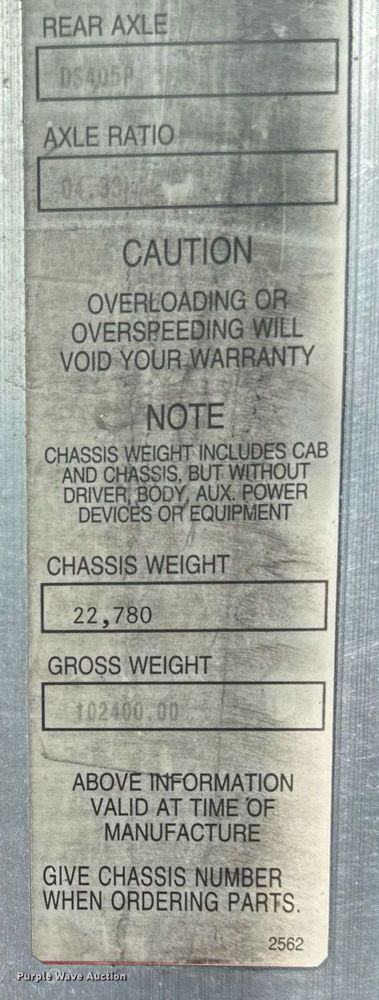 REAR AXLE
DS405P
AXLE RATIO
04.33
CAUTION
OVERLOADING OR
OVERSPEEDING WILL
VOID YOUR WARRANTY
NOTE
CHASSIS WEIGHT INCLUDES CAB
AND CHASSIS, BUT WITHOUT
DRIVER, BODY, AUX. POWER
DEVICES OR EQUIPMENT
CHASSIS WEIGHT
22,780
GROSS WEIGHT
102400.00
ABOVE INFORMATION
VALID AT TIME OF
MANUFACTURE
GIVE CHASSIS NUMBER
WHEN ORDERING PARTS.
2562
Purple Wave Auction